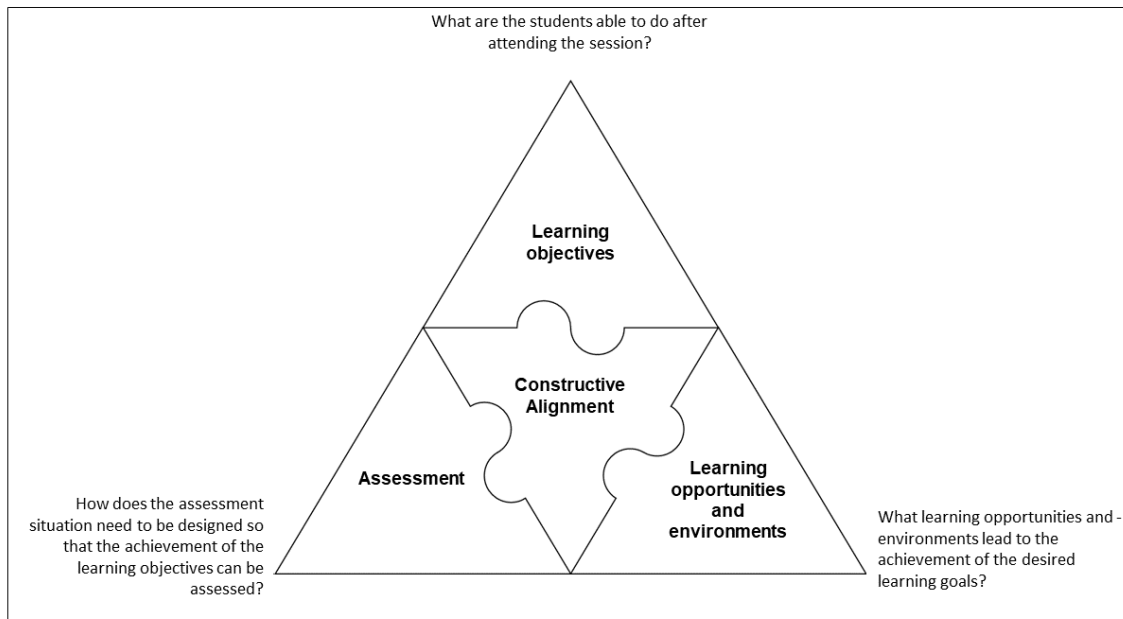 What are the students able to do after
attending the session?
Learning
objectives
Constructive
Alignment
Assessment
Learning
opportunities
and
environments
How does the assessment
situation need to be designed so
that the achievement of the
learning objectives can be
assessed?
What learning opportunities and -
environments lead to the
achievement of the desired
learning goals?